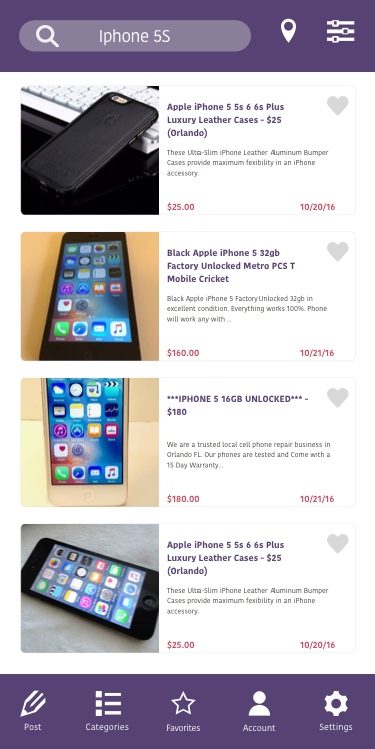 Iphone 5S
Apple iPhone 5 5s 6 6s Plus
Luxury Leather Cases - $25
(Orlando)
These Ultra-Slim iPhone Leather Aluminum Bumper
Cases provide maximum fexibility in an iPhone
accessory.
$25.00 10/20/16
Black Apple iPhone 5 32gb
Factory Unlocked Metro PCS T
Mobile Cricket
Black Apple iPhone 5 Factory Unlocked 32gb in
excellent condition. Everything works 100%. Phone
will work any with ...
$160.00 10/21/16
***IPHONE 5 16GB UNLOCKED*** -
$180
We are a trusted local cell phone repair business in
Orlando FL. Our phones are tested and Come with a
15 Day Warranty...
$180.00 10/21/16
Apple iPhone 5 5s 6 6s Plus
Luxury Leather Cases - $25
(Orlando)
These Ultra-Slim iPhone Leather Aluminum Bumper
Cases provide maximum fexibility in an iPhone
accessory.
$25.00 10/20/16
Post Categories Favorites Account Settings